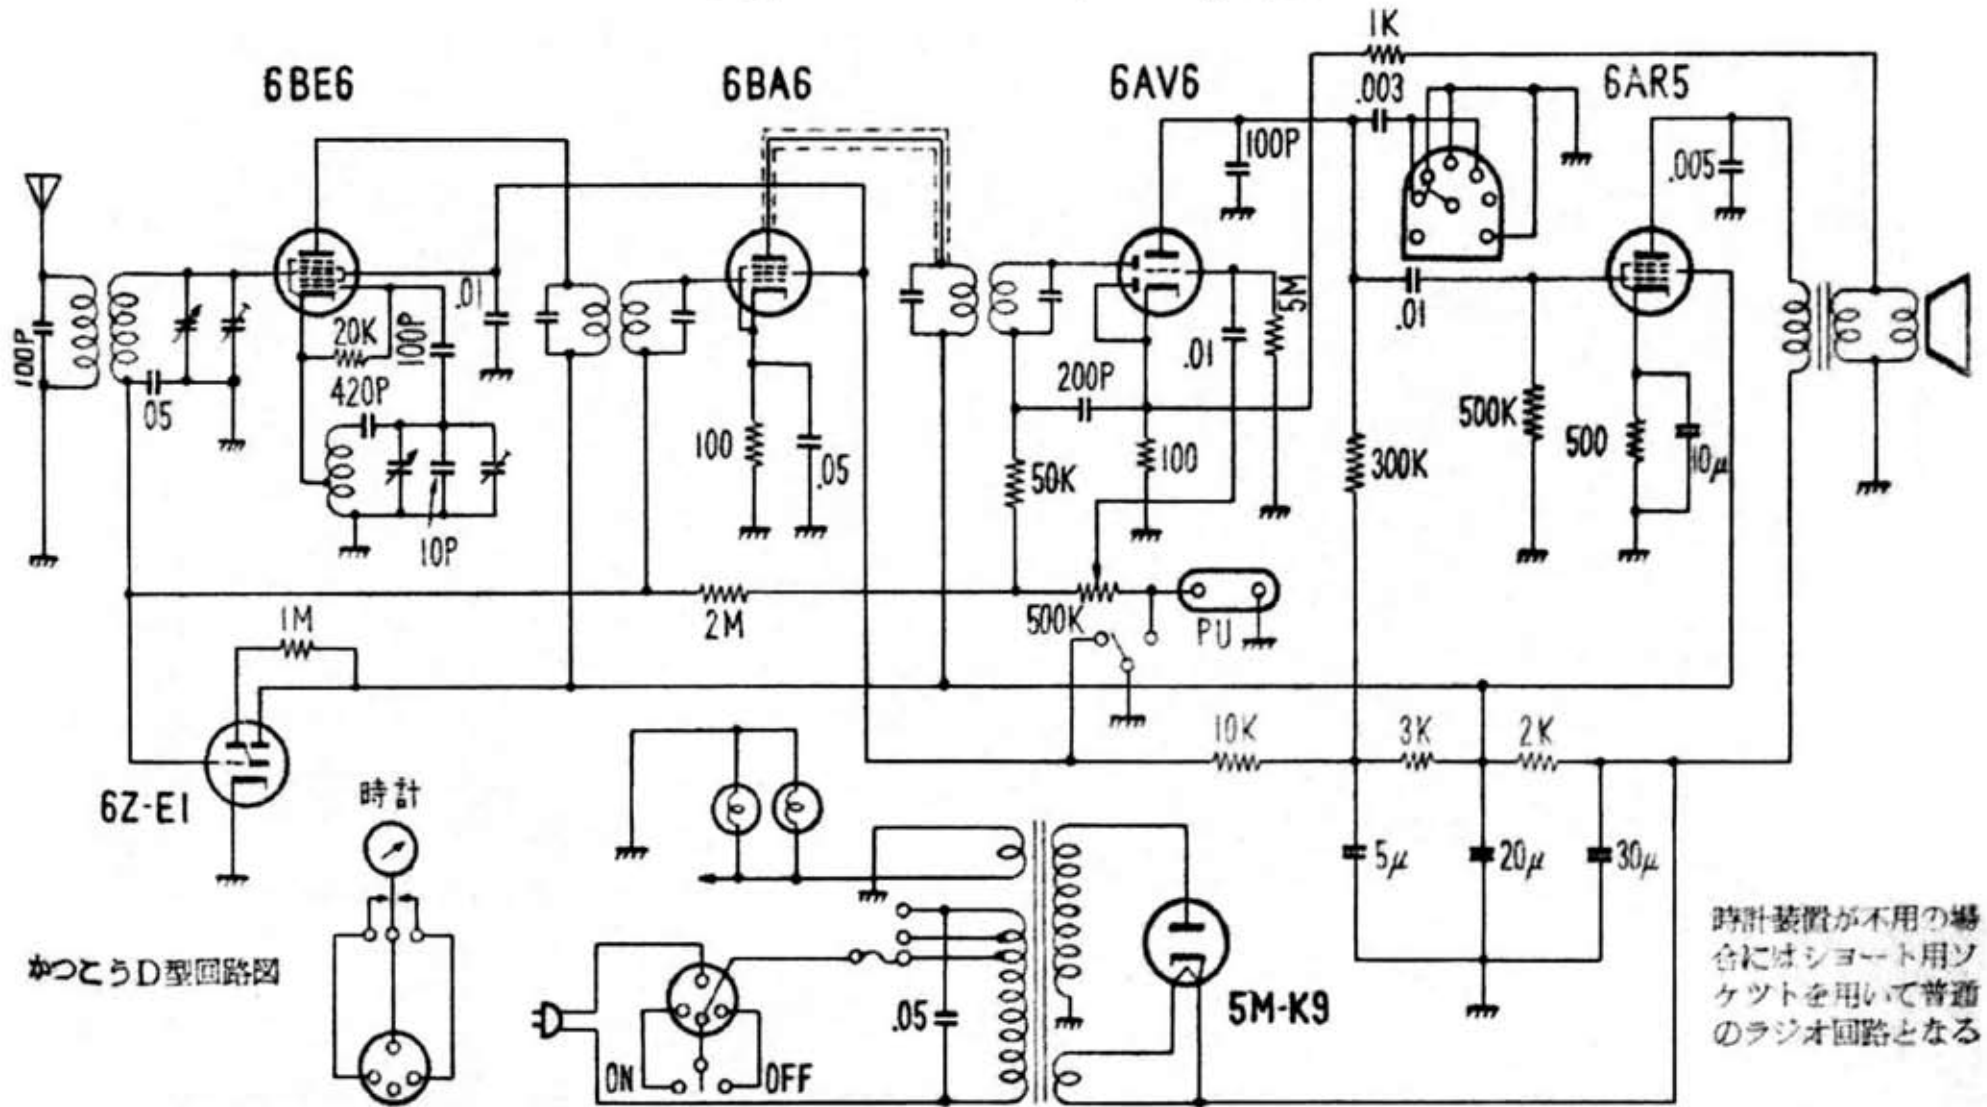 1K
6BE6
6BA6
6AV6
6AR5
.003
100P
.005
100P
20K
100P
.01
420P
05
10P
100
.05
200P
.01
5M
50K
100
.01
300K
500K
500
10μ
1M
2M
500K
PU
10K
3K
2K
6Z-E1
時計
5μ
20μ
30μ
かつこうD型回路図
.05
5M-K9
ON
OFF
時計装置が不用の場
合にはショート用ソ
ケツトを用いて普通
のラジオ回路となる